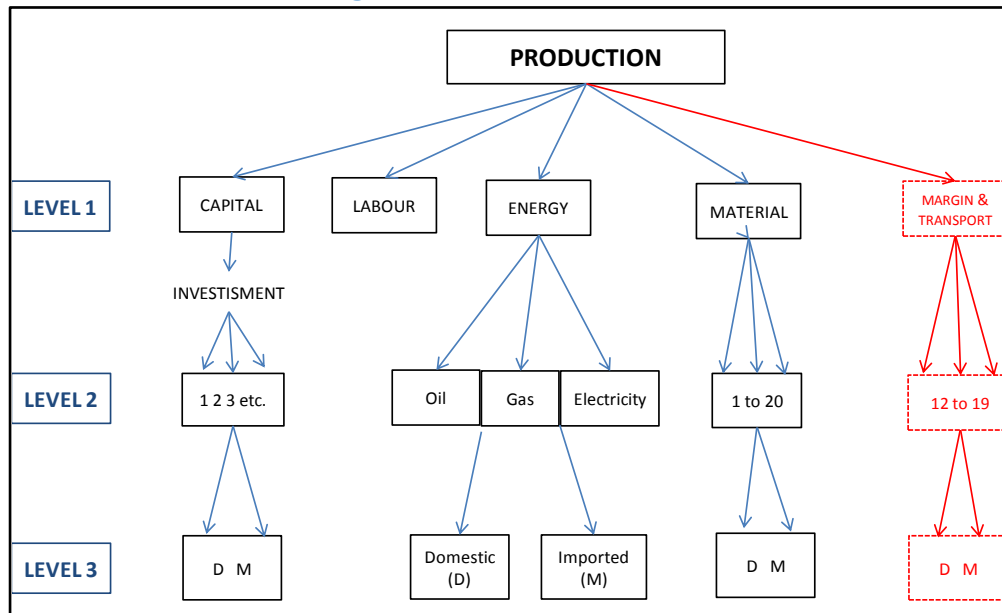 PRODUCTION
LEVEL 1
CAPITAL
LABOUR
ENERGY
MATERIAL
MARGIN &
TRANSPORT
INVESTISMENT
LEVEL 2
1 2 3 etc.
Oil
Gas
Electricity
1 to 20
12 to 19
LEVEL 3
D M
Domestic
(D)
Imported
(M)
D M
D M